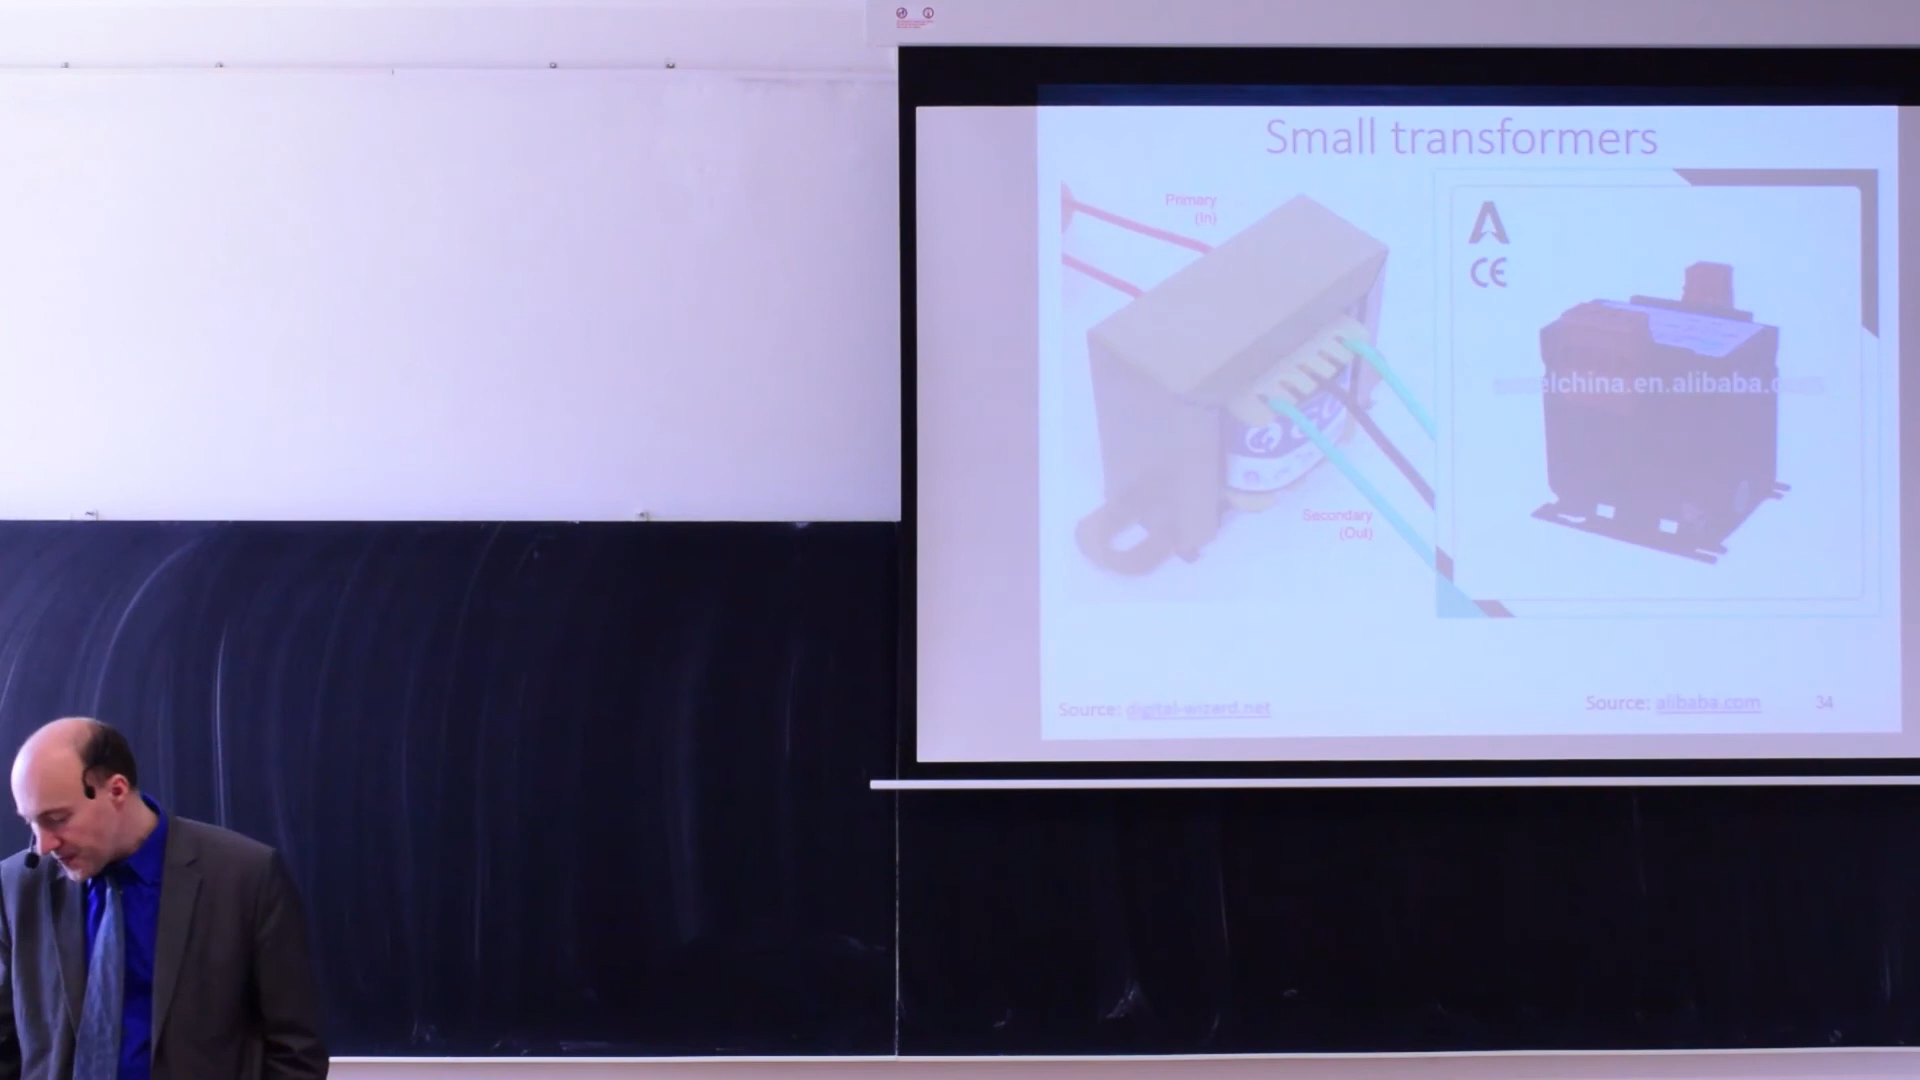 Small transformers
Primary
(In)
CE
elchina.en.alibaba.c
Secondary
(Out)
Source: digital-wizard.net
Source: alibaba.com
34